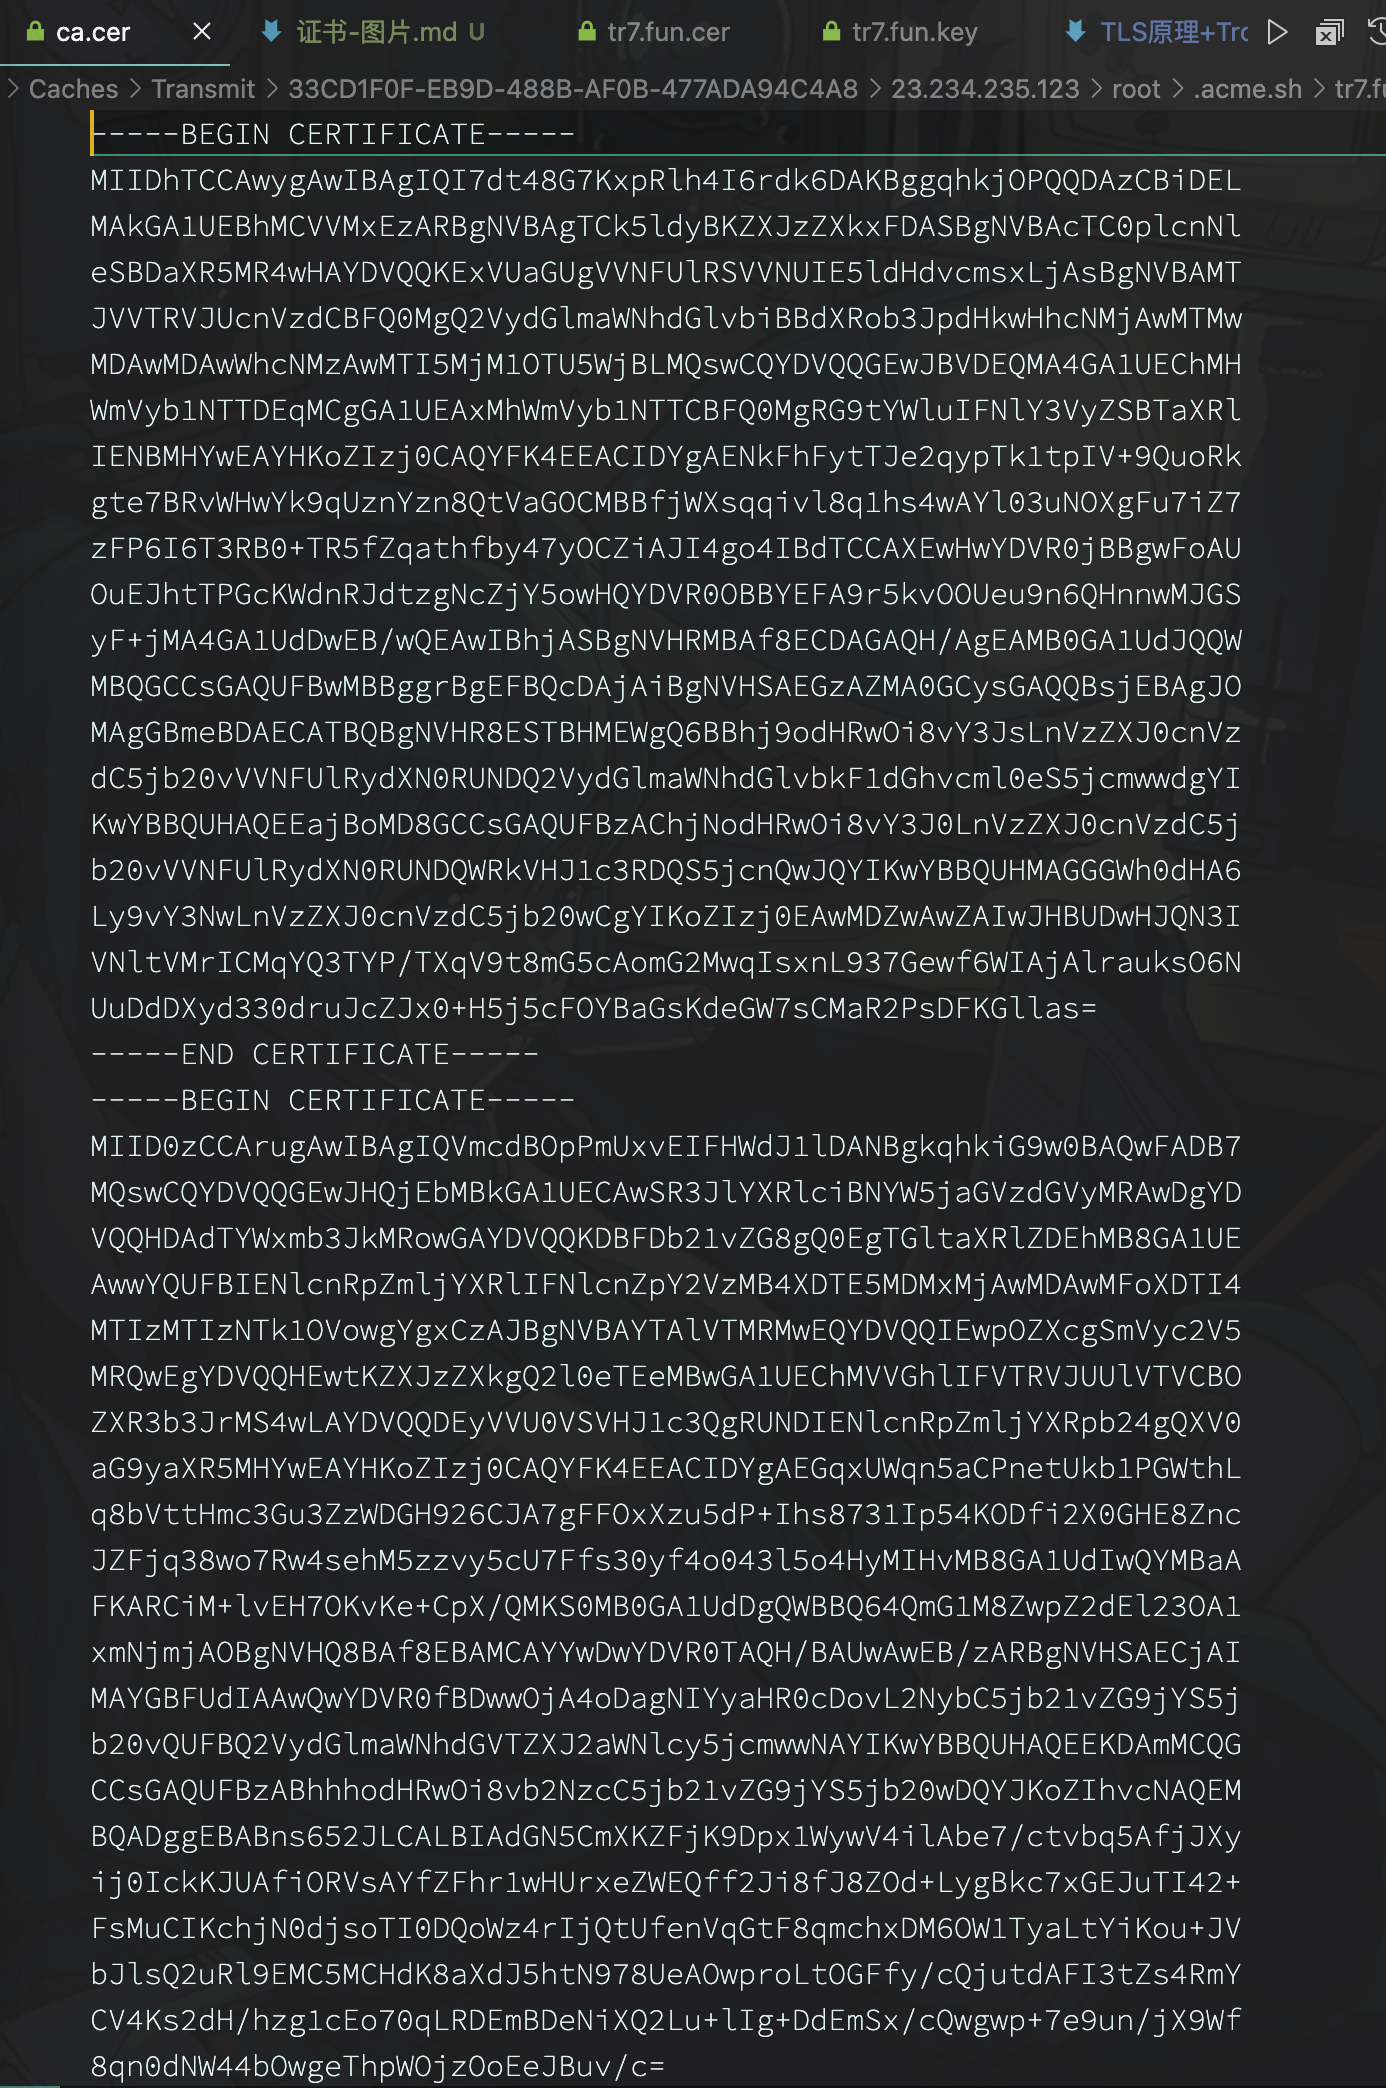 ca.cer 证书-图片.md U tr7.fun.cer tr7.fun.key TLS原理+Trc
> Caches > Transmit > 33CD1F0F-EB9D-488B-AF0B-477ADA94C4A8 > 23.234.235.123 > root > .acme.sh > tr7.fu
-----BEGIN CERTIFICATE-----
MIIDhTCCAwygAwIBAgIQI7dt48G7KxpRlh4I6rdk6DAKBggqhkjOPQQDAzCBiDEL
MAkGA1UEBhMCVVMxEzARBgNVBAgTCk5ldyBKZXJzZXkxFDASBgNVBAcTC0plcnNl
eSBDaXR5MR4wHAYDVQQKExVUaGUgVVNFUlRSVVNUIE5ldHdvcmsxLjAsBgNVBAMT
JVVTRVJUcnVzdCBFQ0MgQ2VydGlmaWNhdGlvbiBBdXRob3JpdHkwHhcNMjAwMTMw
MDAwMDAwWhcNMzAwMTI5MjM1OTU5WjBLMQswCQYDVQQGEwJBVDEQMA4GA1UEChMH
WmVyb1NTTDEqMCgGA1UEAxMhWmVyb1NTTCBFQ0MgRG9tYWluIFNlY3VyZSBTaXRl
IENBMHYwEAYHKoZIzj0CAQYFK4EEACIDYgAENkFhFytTJe2qypTk1tpIV+9QuoRk
gte7BRvWHwYk9qUznYzn8QtVaGOCMBBfjWXsqqivl8q1hs4wAYl03uNOXgFu7iZ7
zFP6I6T3RB0+TR5fZqathfby47yOCZiAJI4go4IBdTCCAXEwHwYDVR0jBBgwFoAU
OuEJhtTPGcKWdnRJdtzgNcZjY5owHQYDVR0OBBYEFA9r5kvOOUeu9n6QHnnwMJGS
yF+jMA4GA1UdDwEB/wQEAwIBhjASBgNVHRMBAf8ECDAGAQH/AgEAMB0GA1UdJQQW
MBQGCCsGAQUFBwMBBggrBgEFBQcDAjAiBgNVHSAEGzAZMA0GCysGAQQBsjEBAgJO
MAgGBmeBDAECATBQBgNVHR8ESTBHMEWgQ6BBhj9odHRwOi8vY3JsLnVzZXJ0cnVz
dC5jb20vVVNFUlRydXN0RUNDQ2VydGlmaWNhdGlvbkF1dGhvcml0eS5jcmwwdgYI
KwYBBQUHAQEEajBoMD8GCCsGAQUFBzAChjNodHRwOi8vY3J0LnVzZXJ0cnVzdC5j
b20vVVNFUlRydXN0RUNDQWRkVHJ1c3RDQS5jcnQwJQYIKwYBBQUHMAGGGWh0dHA6
Ly9vY3NwLnVzZXJ0cnVzdC5jb20wCgYIKoZIzj0EAwMDZwAwZAIwJHBUDwHJQN3I
VNltVMrICMqYQ3TYP/TXqV9t8mG5cAomG2MwqIsxnL937Gewf6WIAjAlrauksO6N
UuDdDXyd330druJcZJx0+H5j5cFOYBaGsKdeGW7sCMaR2PsDFKGllas=
-----END CERTIFICATE-----
-----BEGIN CERTIFICATE-----
MIID0zCCArugAwIBAgIQVmcdBOpPmUxvEIFHWdJ1lDANBgkqhkiG9w0BAQwFADB7
MQswCQYDVQQGEwJHQjEbMBkGA1UECAwSR3JlYXRlciBNYW5jaGVzdGVyMRAwDgYD
VQQHDAdTYWxmb3JkMRowGAYDVQQKDBFDb21vZG8gQ0EgTGltaXRlZDEhMB8GA1UE
AwwYQUFBIENlcnRpZmljYXRlIFNlcnZpY2VzMB4XDTE5MDMxMjAwMDAwMFoXDTI4
MTIzMTIzNTk1OVowgYgxCzAJBgNVBAYTAlVTMRMwEQYDVQQIEwpOZXcgSmVyc2V5
MRQwEgYDVQQHEwtKZXJzZXkgQ2l0eTEeMBwGA1UEChMVVGhlIFVTRVJUUlVTVCBO
ZXR3b3JrMS4wLAYDVQQDEyVVU0VSVHJ1c3QgRUNDIENlcnRpZmljYXRpb24gQXV0
aG9yaXR5MHYwEAYHKoZIzj0CAQYFK4EEACIDYgAEGqxUWqn5aCPnetUkb1PGWthL
q8bVttHmc3Gu3ZzWDGH926CJA7gFFOxXzu5dP+Ihs8731Ip54KODfi2X0GHE8Znc
JZFjq38wo7Rw4sehM5zzvy5cU7Ffs30yf4o043l5o4HyMIHvMB8GA1UdIwQYMBaA
FKARCiM+lvEH7OKvKe+CpX/QMKS0MB0GA1UdDgQWBBQ64QmG1M8ZwpZ2dEl23OA1
xmNjmjAOBgNVHQ8BAf8EBAMCAYYwDwYDVR0TAQH/BAUwAwEB/zARBgNVHSAECjAI
MAYGBFUdIAAwQwYDVR0fBDwwOjA4oDagNIYyaHR0cDovL2NybC5jb21vZG9jYS5j
b20vQUFBQ2VydGlmaWNhdGVTZXJ2aWNlcy5jcmwwNAYIKwYBBQUHAQEEKDAmMCQG
CCsGAQUFBzABhhhodHRwOi8vb2NzcC5jb21vZG9jYS5jb20wDQYJKoZIhvcNAQEM
BQADggEBABns652JLCALBIAdGN5CmXKZFjK9Dpx1WywV4ilAbe7/ctvbq5AfjJXy
ij0IckKJUAfiORVsAYfZFhr1wHUrxeZWEQff2Ji8fJ8ZOd+LygBkc7xGEJuTI42+
FsMuCIKchjN0djsoTI0DQoWz4rIjQtUfenVqGtF8qmchxDM6OW1TyaLtYiKou+JV
bJlsQ2uRl9EMC5MCHdK8aXdJ5htN978UeAOwproLtOGFfy/cQjutdAFI3tZs4RmY
CV4Ks2dH/hzg1cEo70qLRDEmBDeNiXQ2Lu+lIg+DdEmSx/cQwgwp+7e9un/jX9Wf
8qn0dNW44bOwgeThpWOjzOoEeJBuv/c=